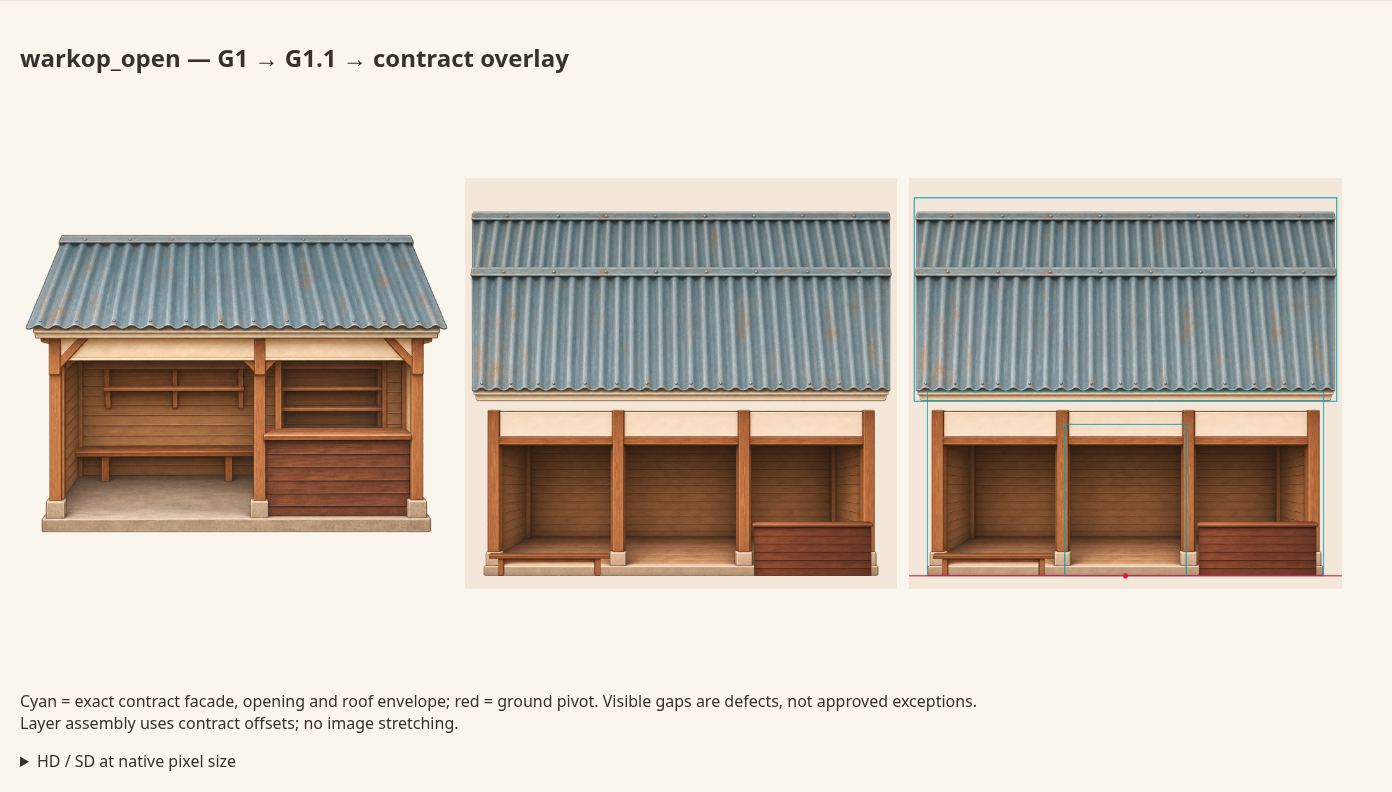 warkop_open — G1 → G1.1 → contract overlay
Cyan = exact contract facade, opening and roof envelope; red = ground pivot. Visible gaps are defects, not approved exceptions.
Layer assembly uses contract offsets; no image stretching.
▶ HD / SD at native pixel size